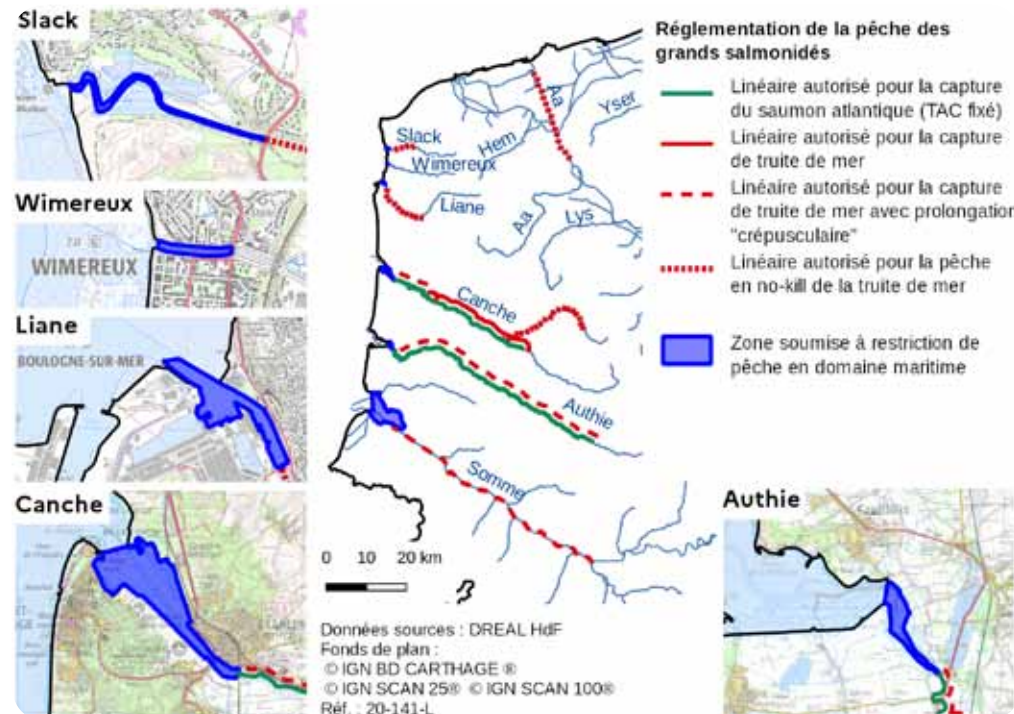 Slack
Wimereux
WIMEREUX
Liane
BOULOGNE-SUR-MER
Canche
Slack
Wimereux
Hem
Aa
Yser
Liane
Aa
Lys
Canche
Authie
Somme
0 10 20 km
Données sources : DREAL HdF
Fonds de plan :
© IGN BD CARTHAGE ®
© IGN SCAN 25® © IGN SCAN 100®
Réf. : 20-141-L
Réglementation de la pêche des
grands salmonidés
Linéaire autorisé pour la capture
du saumon atlantique (TAC fixé)
Linéaire autorisé pour la capture
de truite de mer
Linéaire autorisé pour la capture
de truite de mer avec prolongation
"crépusculaire"
Linéaire autorisé pour la pêche
en no-kill de la truite de mer
Zone soumise à restriction de
pêche en domaine maritime
Authie